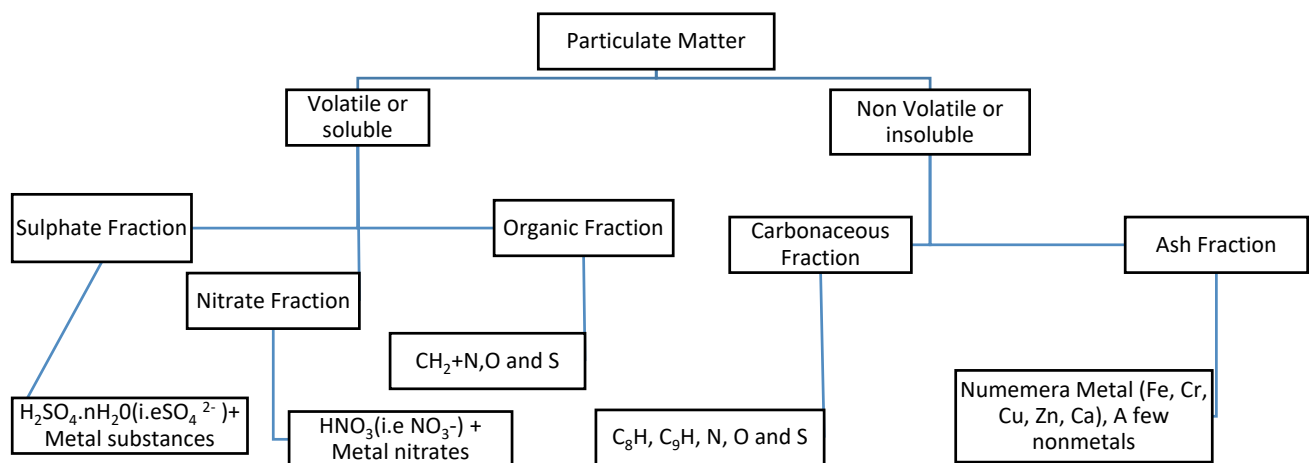 Particulate Matter
Volatile or
soluble
Non Volatile or
insoluble
Sulphate Fraction
Organic Fraction
Carbonaceous
Fraction
Ash Fraction
Nitrate Fraction
CH₂+N,O and S
H₂SO₄.nH₂0(i.eSO₄ ²⁻ )+
Metal substances
HNO₃(i.e NO₃-) +
Metal nitrates
C₈H, C₉H, N, O and S
Numemera Metal (Fe, Cr,
Cu, Zn, Ca), A few
nonmetals